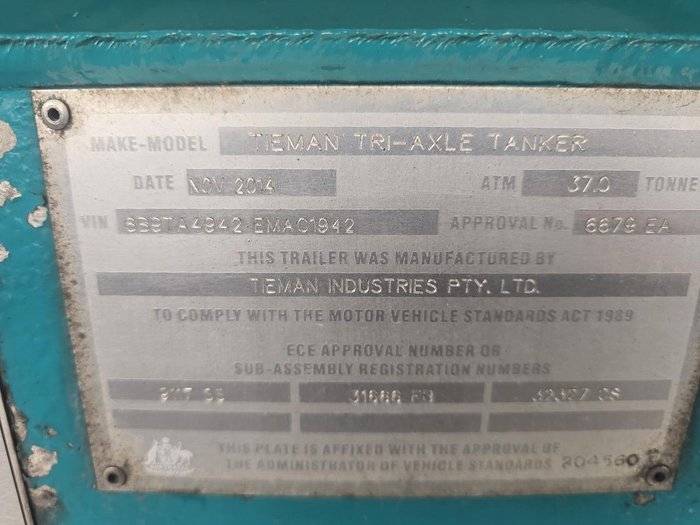 MAKE-MODEL TIEMAN TRI-AXLE TANKER
DATE NOV 2014 ATM 37.0 TONNE
VIN 6B9TA4942 EMAC1942 APPROVAL No. 6679 EA
THIS TRAILER WAS MANUFACTURED BY
TIEMAN INDUSTRIES PTY. LTD.
TO COMPLY WITH THE MOTOR VEHICLE STANDARDS ACT 1989
ECE APPROVAL NUMBER OR
SUB-ASSEMBLY REGISTRATION NUMBERS
THIS PLATE IS AFFIXED WITH THE APPROVAL OF
THE ADMINISTRATOR OF VEHICLE STANDARDS 204560